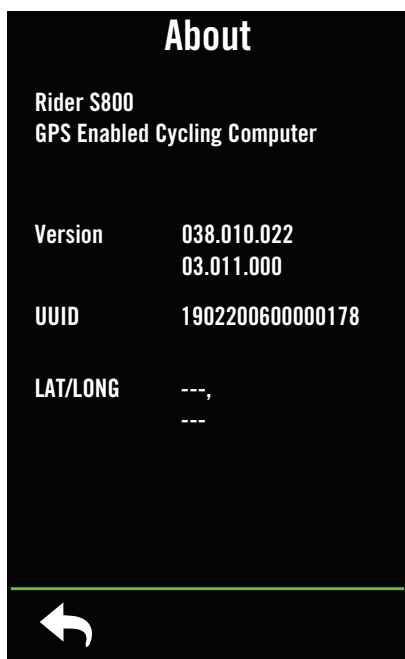 About
Rider S800
GPS Enabled Cycling Computer
Version 038.010.022
03.011.000
UUID 1902200600000178
LAT/LONG ---,
---